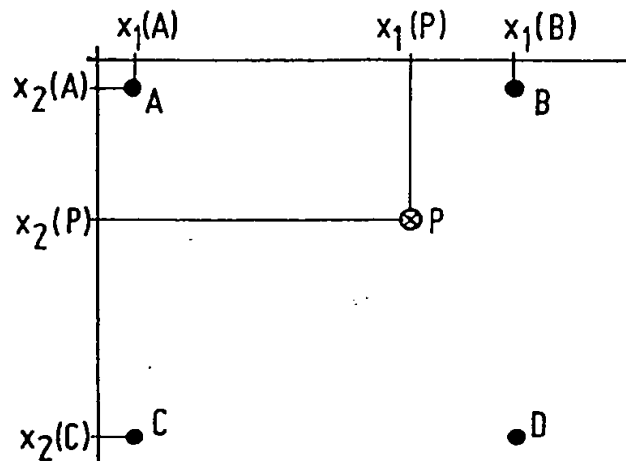 x₁(A) x₁(P) x₁(B)
x₂(A) A B
x₂(P) P
x₂(C) C D